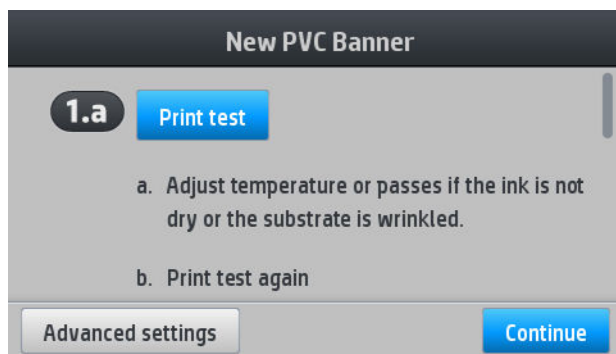 New PVC Banner
1.a Print test
a. Adjust temperature or passes if the ink is not
dry or the substrate is wrinkled.
b. Print test again
Advanced settings Continue